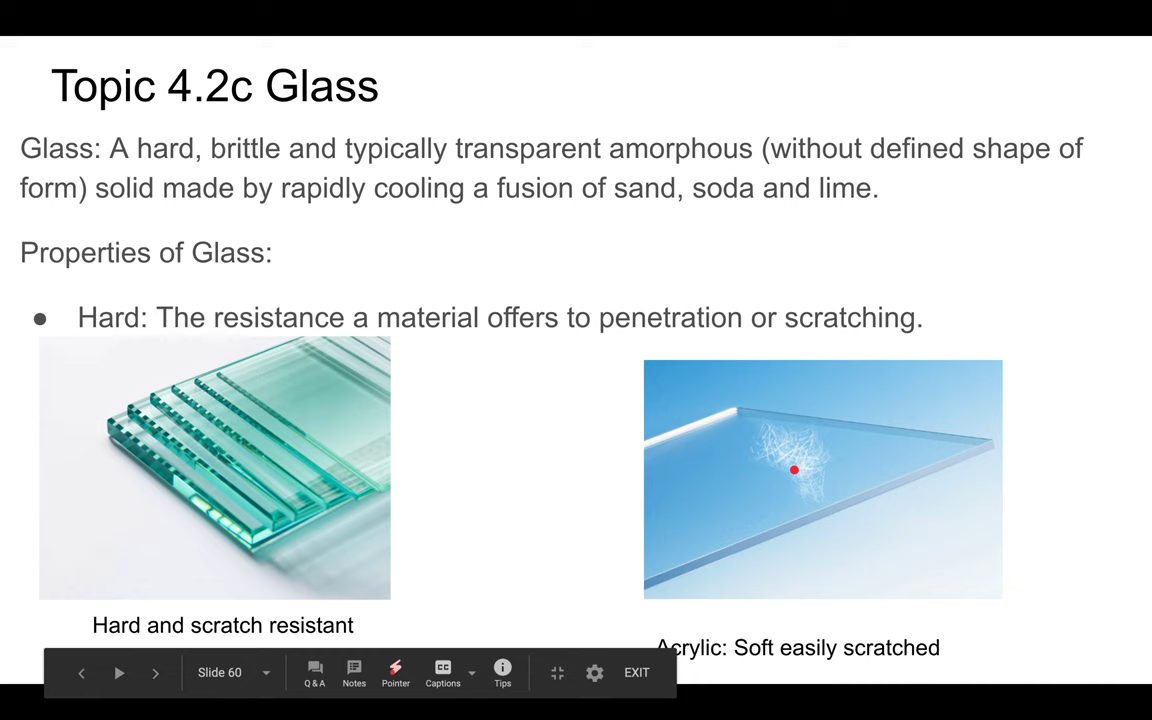 Topic 4.2c Glass
Glass: A hard, brittle and typically transparent amorphous (without defined shape of
form) solid made by rapidly cooling a fusion of sand, soda and lime.
Properties of Glass:
● Hard: The resistance a material offers to penetration or scratching.
Hard and scratch resistant
Acrylic: Soft easily scratched
Slide 60
Q & A
Notes
Pointer
CC
Captions
Tips
EXIT